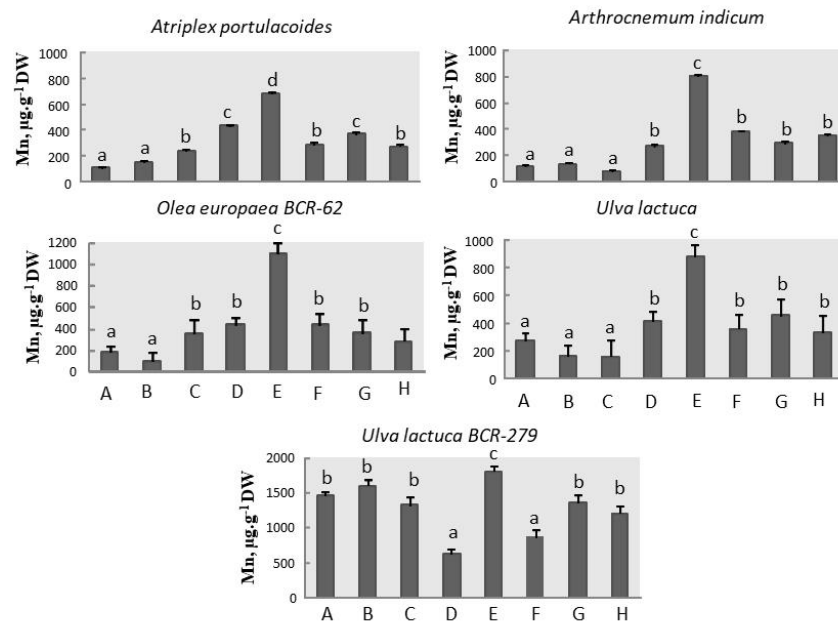 Atriplex portulacoides
Mn, µg.g⁻¹ DW
1000
800
600
400
200
0
a
a
b
c
d
b
c
b
Arthrocnemum indicum
Mn, µg.g⁻¹ DW
1000
800
600
400
200
0
a
a
a
b
c
b
b
b
Olea europaea BCR-62
Mn, µg.g⁻¹ DW
1200
1000
800
600
400
200
0
a
a
b
b
c
b
b
A B C D E F G H
Ulva lactuca
Mn, µg.g⁻¹ DW
1000
800
600
400
200
0
a
a
a
b
c
b
b
b
A B C D E F G H
Ulva lactuca BCR-279
Mn, µg.g⁻¹ DW
2000
1500
1000
500
0
b
b
b
a
c
a
b
b
A B C D E F G H